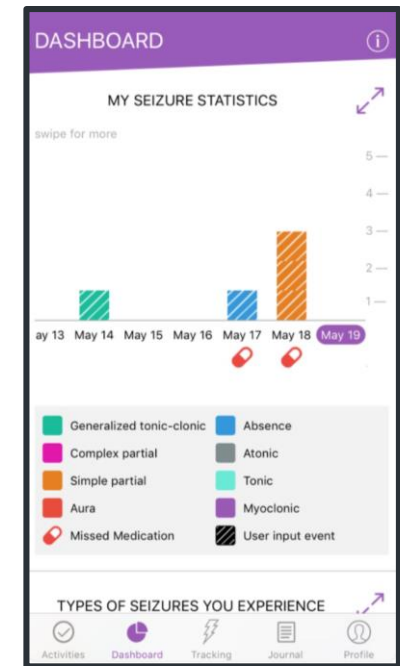 DASHBOARD
MY SEIZURE STATISTICS
swipe for more
5
4
3
2
1
ay 13 May 14 May 15 May 16 May 17 May 18 May 19
Generalized tonic-clonic Absence
Complex partial Atonic
Simple partial Tonic
Aura Myoclonic
Missed Medication User input event
TYPES OF SEIZURES YOU EXPERIENCE
Activities Dashboard Tracking Journal Profile